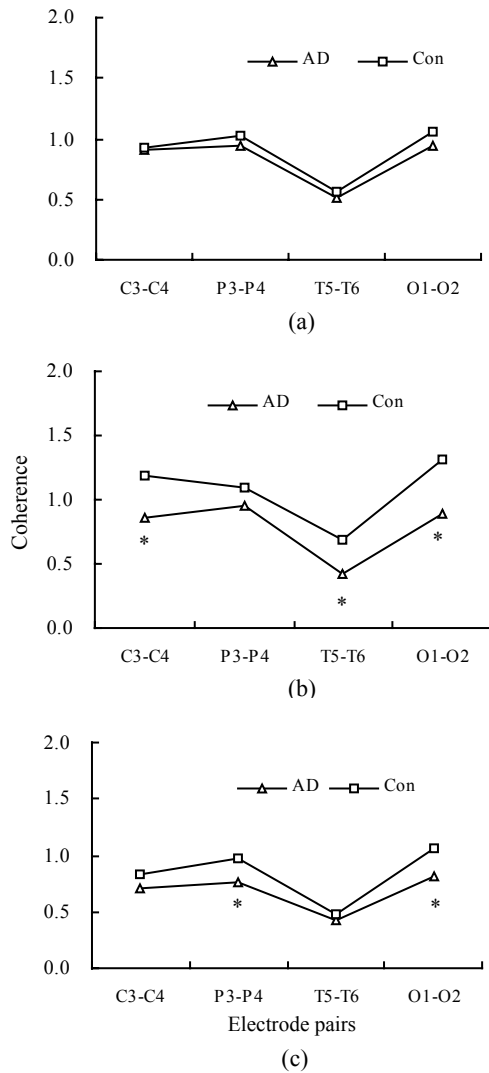 2.0
AD Con
1.5
1.0
0.5
0.0
C3-C4 P3-P4 T5-T6 O1-O2
(a)
2.0
AD Con
1.5
Coherence
1.0
* *
0.5
*
0.0
C3-C4 P3-P4 T5-T6 O1-O2
(b)
2.0
1.5
AD Con
1.0
* *
0.5
0.0
C3-C4 P3-P4 T5-T6 O1-O2
Electrode pairs
(c)